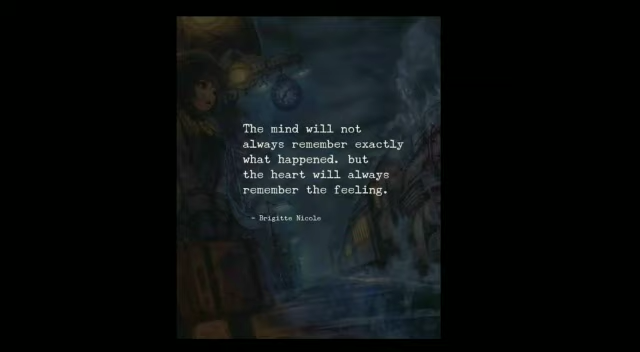 The mind will not
always remember exactly
what happened. but
the heart will always
remember the feeling.
- Brigitte Nicole